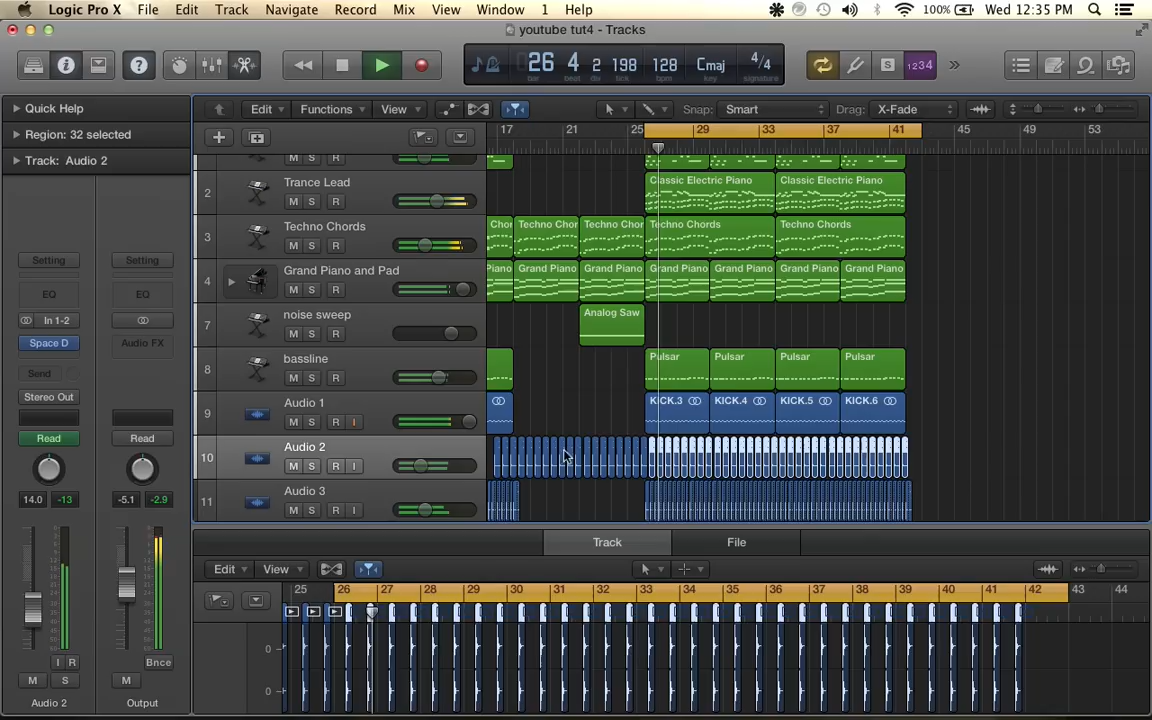 Logic Pro X File Edit Track Navigate Record Mix View Window 1 Help 100% Wed 12:35 PM
youtube tut4 - Tracks
26 4 2 198 128 Cmaj 4/4
bar beat div tick bpm key signature
1234
Quick Help
Region: 32 selected
Track: Audio 2
Edit Functions View Snap: Smart Drag: X-Fade
17 21 25 29 33 37 41 45 49 53
M S R
2 Trance Lead
M S R
Classic Electric Piano Classic Electric Piano
3 Techno Chords
M S R
Chor Techno Chor Techno Chor Techno Chords Techno Chords
4 Grand Piano and Pad
M S R
Piano Grand Piano Grand Piano Grand Piano Grand Piano Grand Piano Grand Piano
7 noise sweep
M S R
Analog Saw
8 bassline
M S R
Pulsar Pulsar Pulsar Pulsar
9 Audio 1
M S R I
KICK.3 KICK.4 KICK.5 KICK.6
10 Audio 2
M S R I
11 Audio 3
M S R I
Setting Setting
EQ EQ
In 1-2
Space D Audio FX
Send
Stereo Out
Read Read
14.0 -13 -5.1 -2.9
I R Bnce
M S M
Audio 2 Output
Track File
Edit View
25 26 27 28 29 30 31 32 33 34 35 36 37 38 39 40 41 42 43 44
0
0